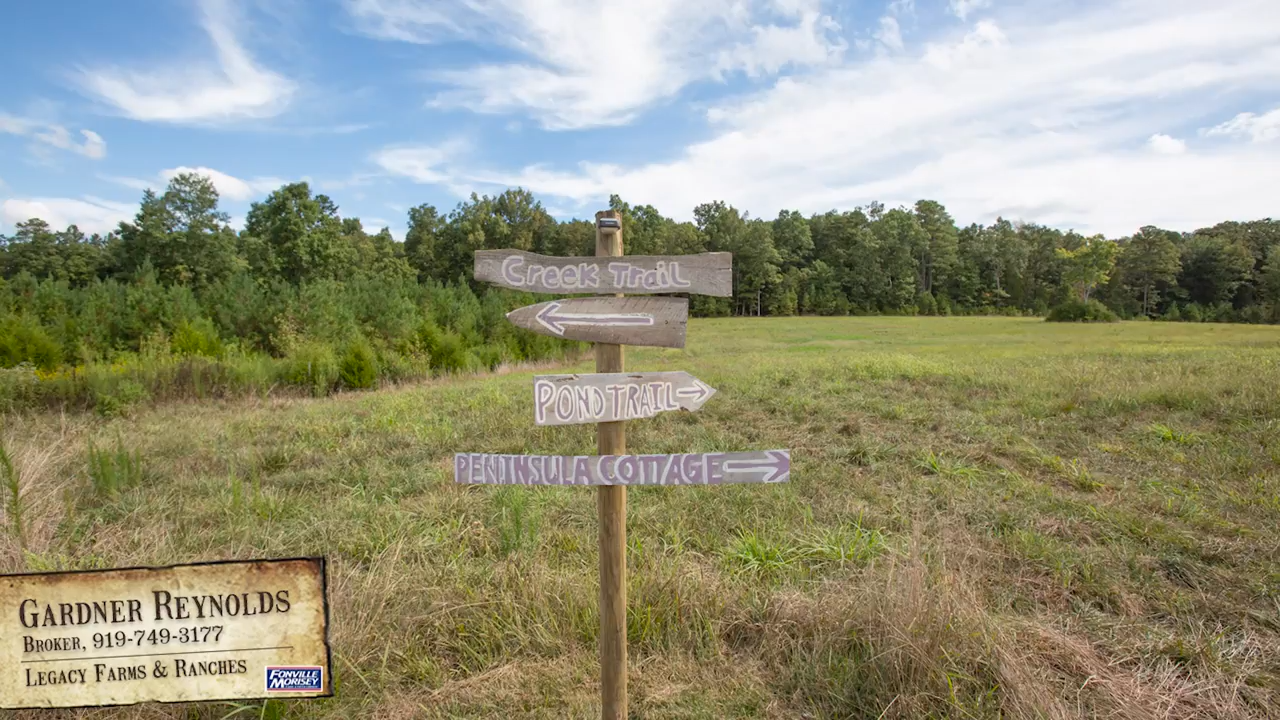 Creek Trail
POND TRAIL
PENINSULA COTTAGE
GARDNER REYNOLDS
BROKER, 919-749-3177
LEGACY FARMS & RANCHES
FONVILLE
MORISEY